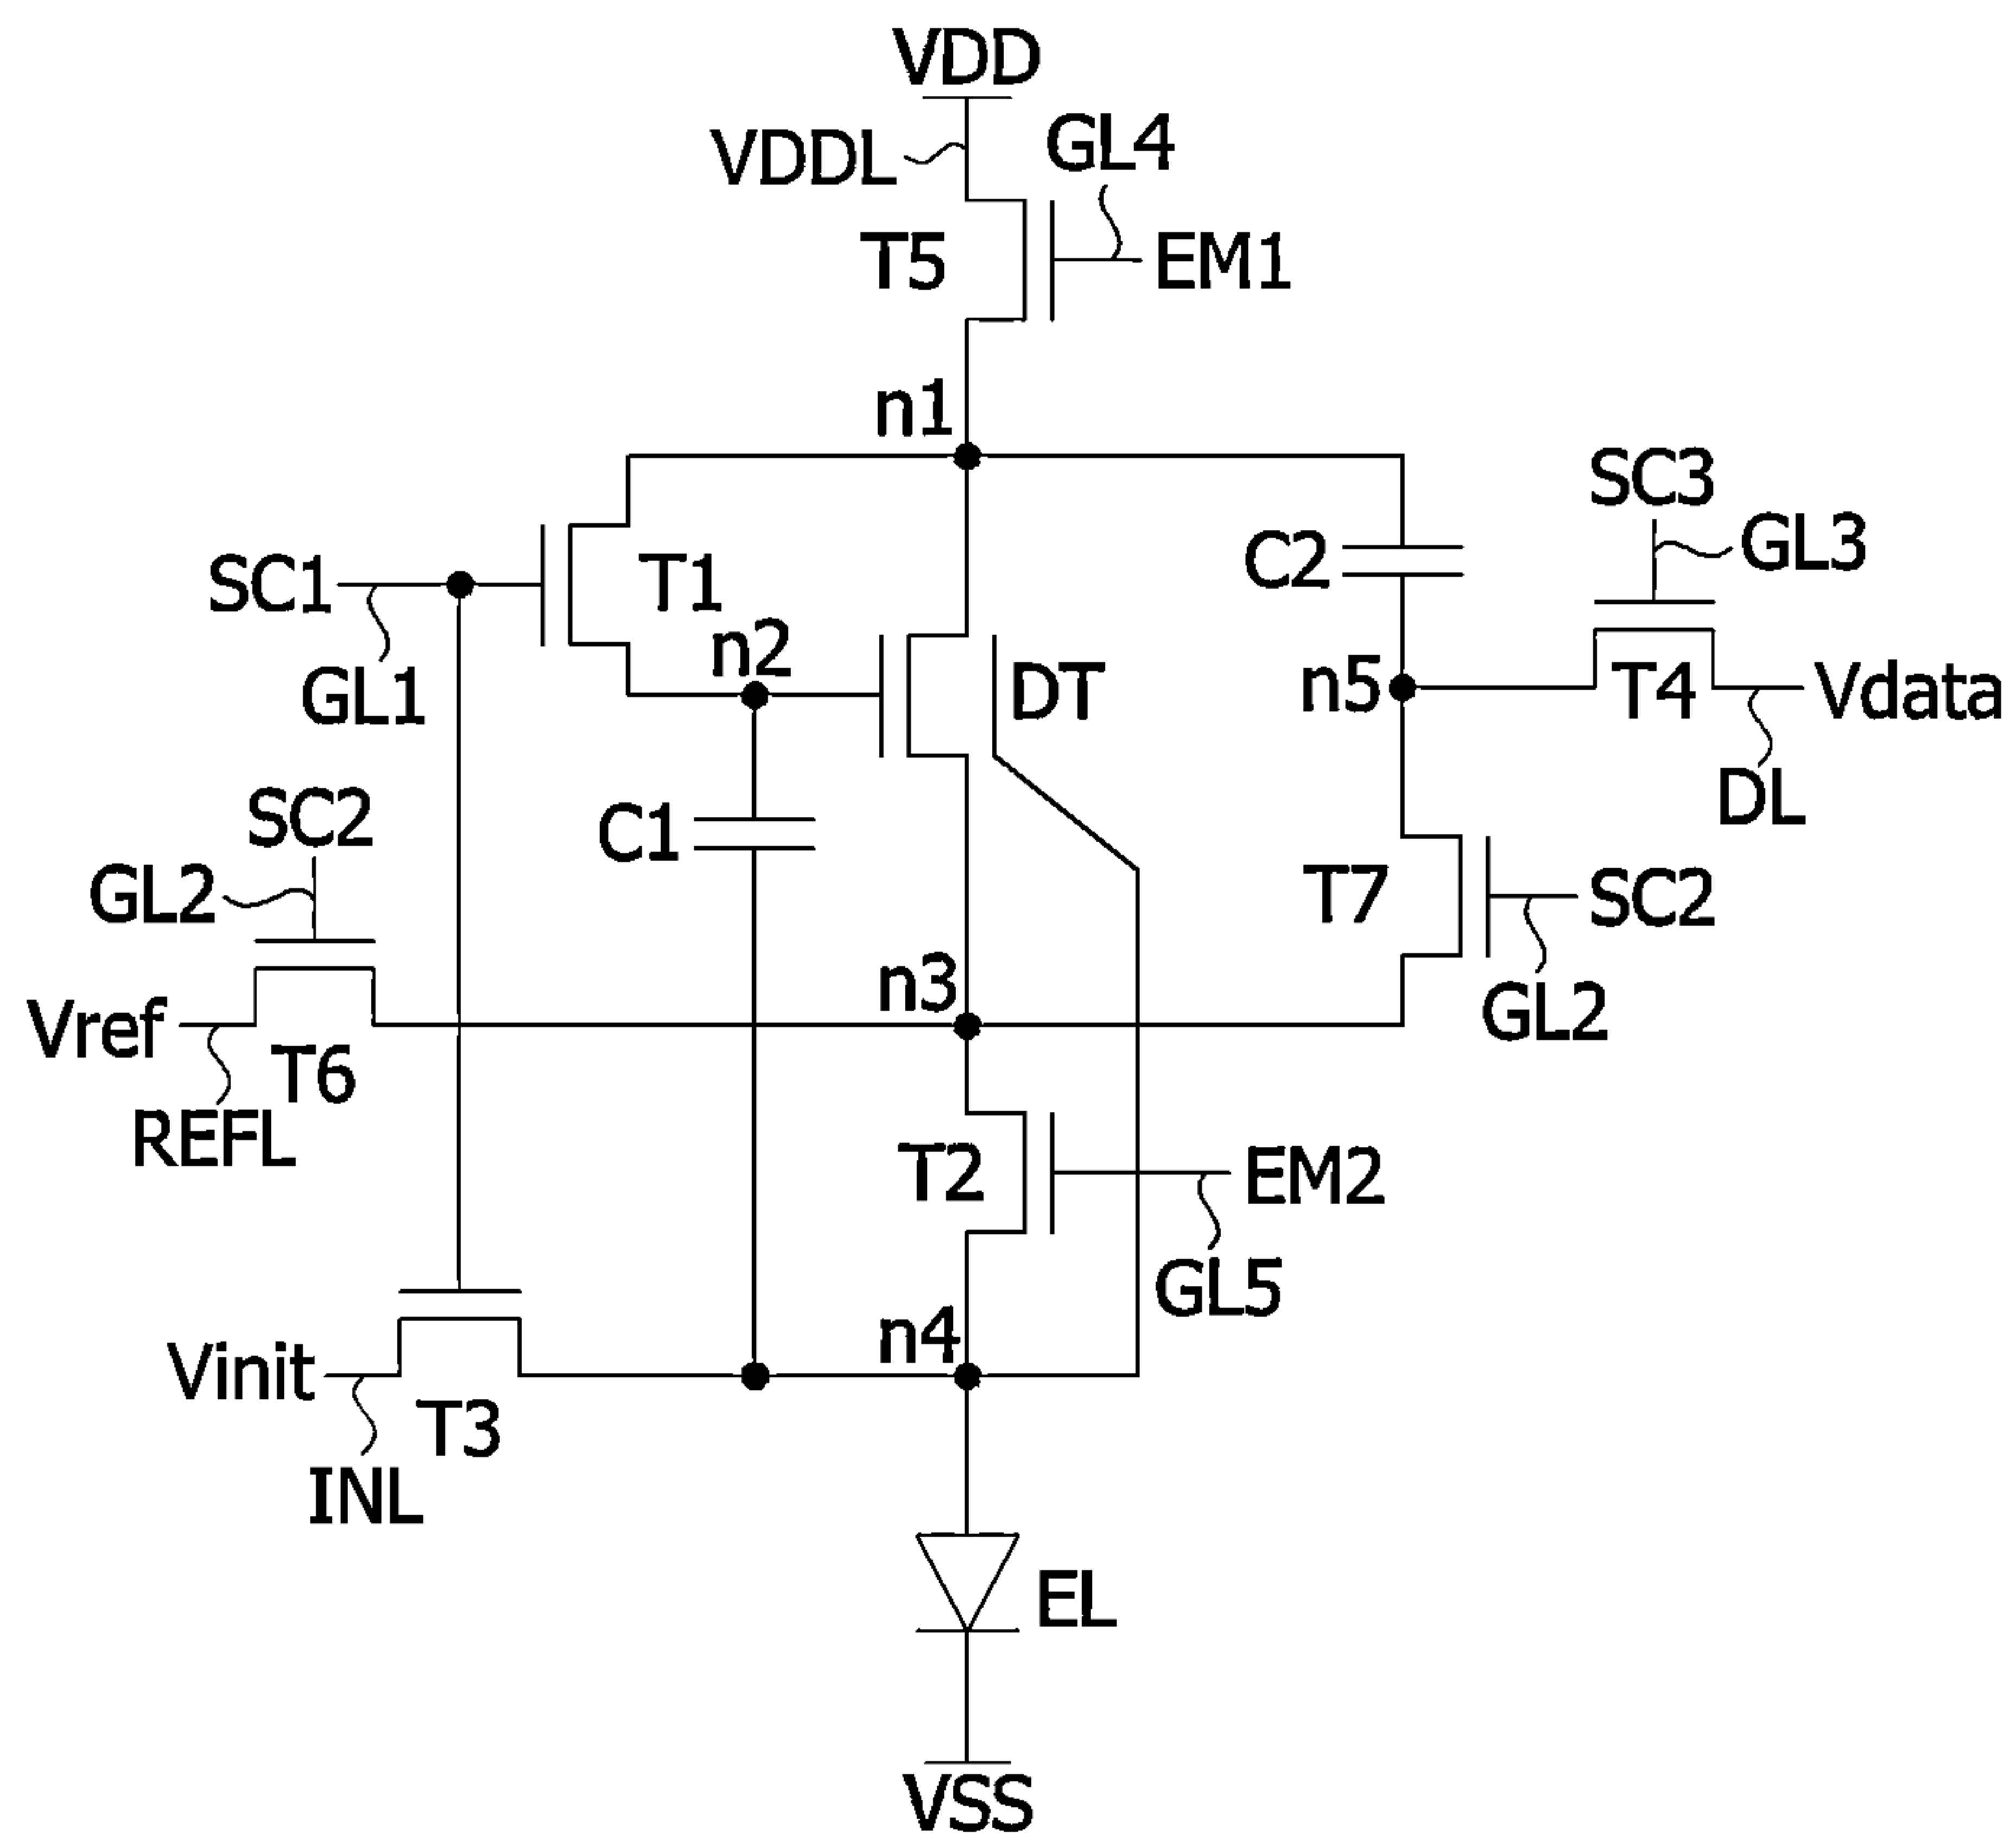 VDD
VDDL
GL4
T5
EM1
n1
SC3
GL3
SC1
T1
C2
GL1
n2
DT
n5
T4
Vdata
DL
SC2
C1
GL2
T7
SC2
n3
GL2
Vref
T6
REFL
T2
EM2
GL5
n4
Vinit
T3
INL
EL
VSS